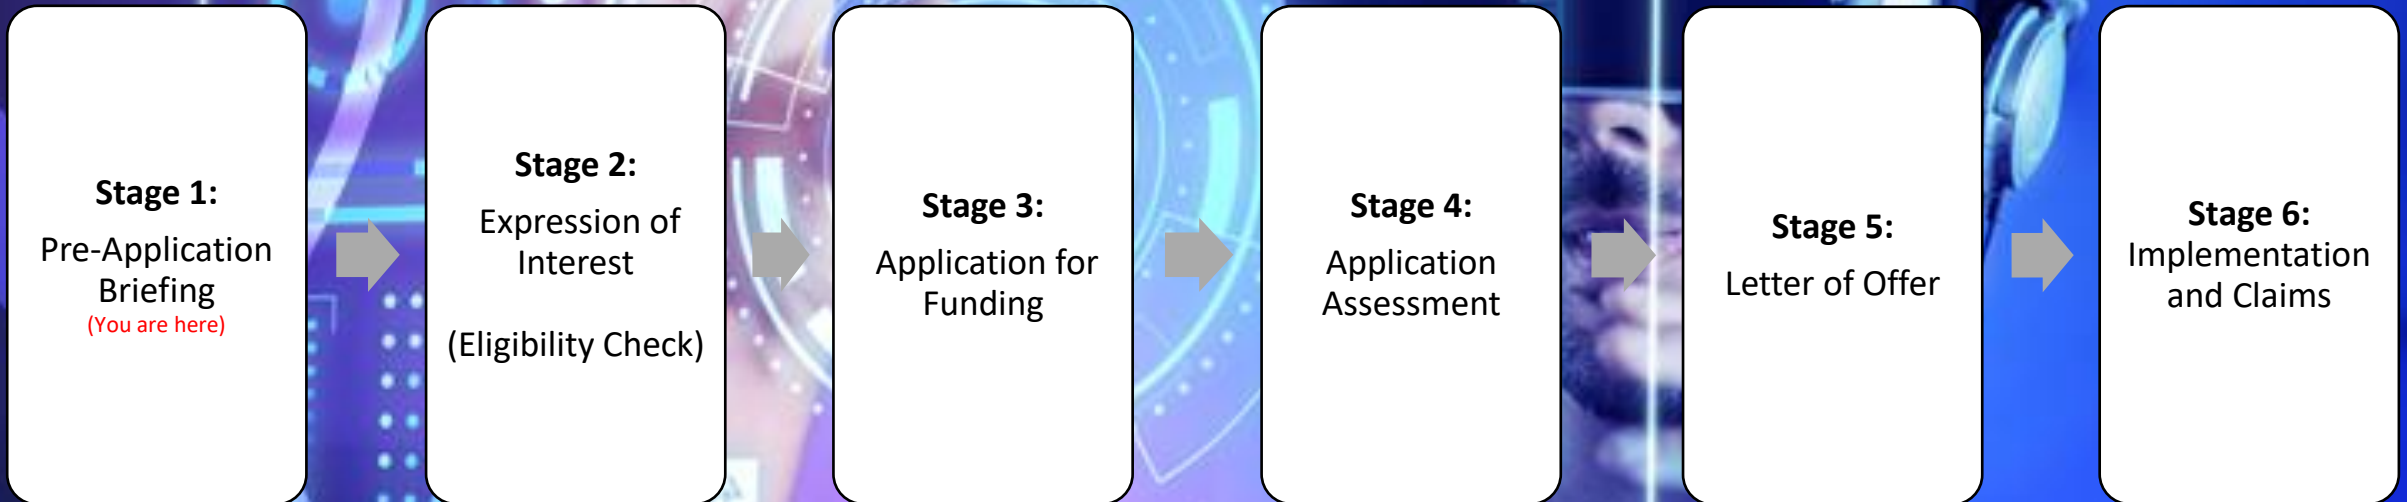 Stage 1:
Pre-Application
Briefing
(You are here)
Stage 2:
Expression of
Interest
(Eligibility Check)
Stage 3:
Application for
Funding
Stage 4:
Application
Assessment
Stage 5:
Letter of Offer
Stage 6:
Implementation
and Claims